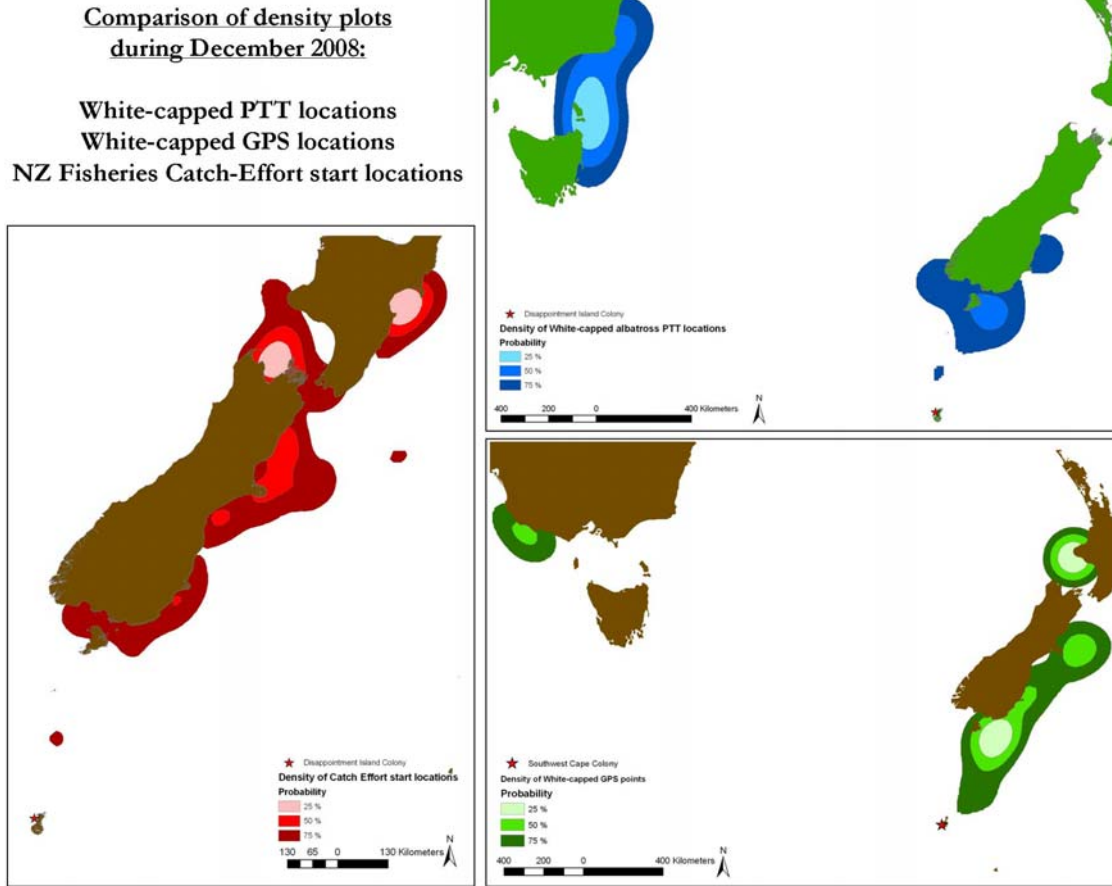 Comparison of density plots
during December 2008:
White-capped PTT locations
White-capped GPS locations
NZ Fisheries Catch-Effort start locations
Disappointment Island Colony
Density of White-capped albatross PTT locations
Probability
25 %
50 %
75 %
400 200 0 400 Kilometers
N
Disappointment Island Colony
Density of Catch Effort start locations
Probability
25 %
50 %
75 %
130 65 0 130 Kilometers
N
Southwest Cape Colony
Density of White-capped GPS points
Probability
25 %
50 %
75 %
400 200 0 400 Kilometers
N